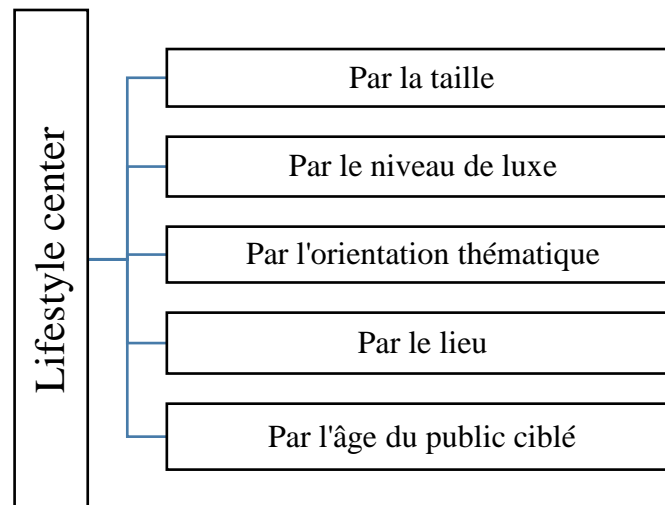 Lifestyle center
Par la taille
Par le niveau de luxe
Par l'orientation thématique
Par le lieu
Par l'âge du public ciblé